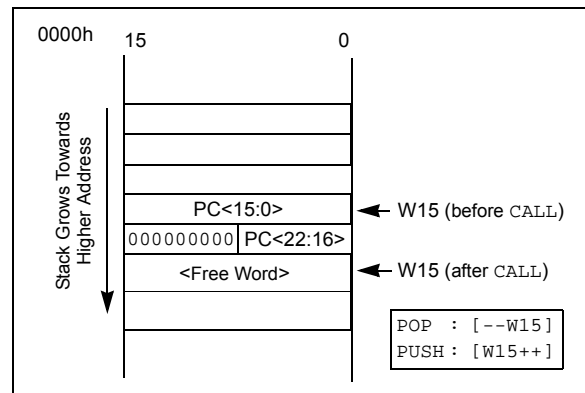 0000h
15 0
Stack Grows Towards
Higher Address
PC<15:0>
W15 (before CALL)
000000000 PC<22:16>
<Free Word>
W15 (after CALL)
POP : [--W15]
PUSH : [W15++]